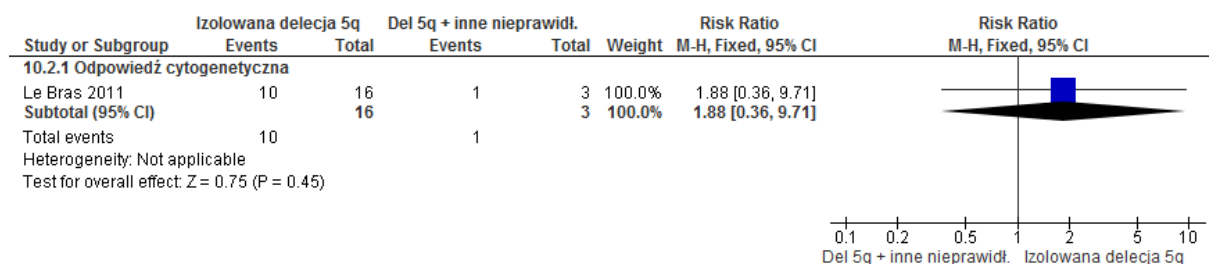 Izolowana delecja 5q Del 5q + inne nieprawidł. Risk Ratio Risk Ratio
Study or Subgroup Events Total Events Total Weight M-H, Fixed, 95% CI M-H, Fixed, 95% CI
10.2.1 Odpowiedź cytogenetyczna
Le Bras 2011 10 16 1 3 100.0% 1.88 [0.36, 9.71]
Subtotal (95% CI) 16 3 100.0% 1.88 [0.36, 9.71]
Total events 10 1
Heterogeneity: Not applicable
Test for overall effect: Z = 0.75 (P = 0.45)
0.1 0.2 0.5 1 2 5 10
Del 5q + inne nieprawidł. Izolowana delecja 5q